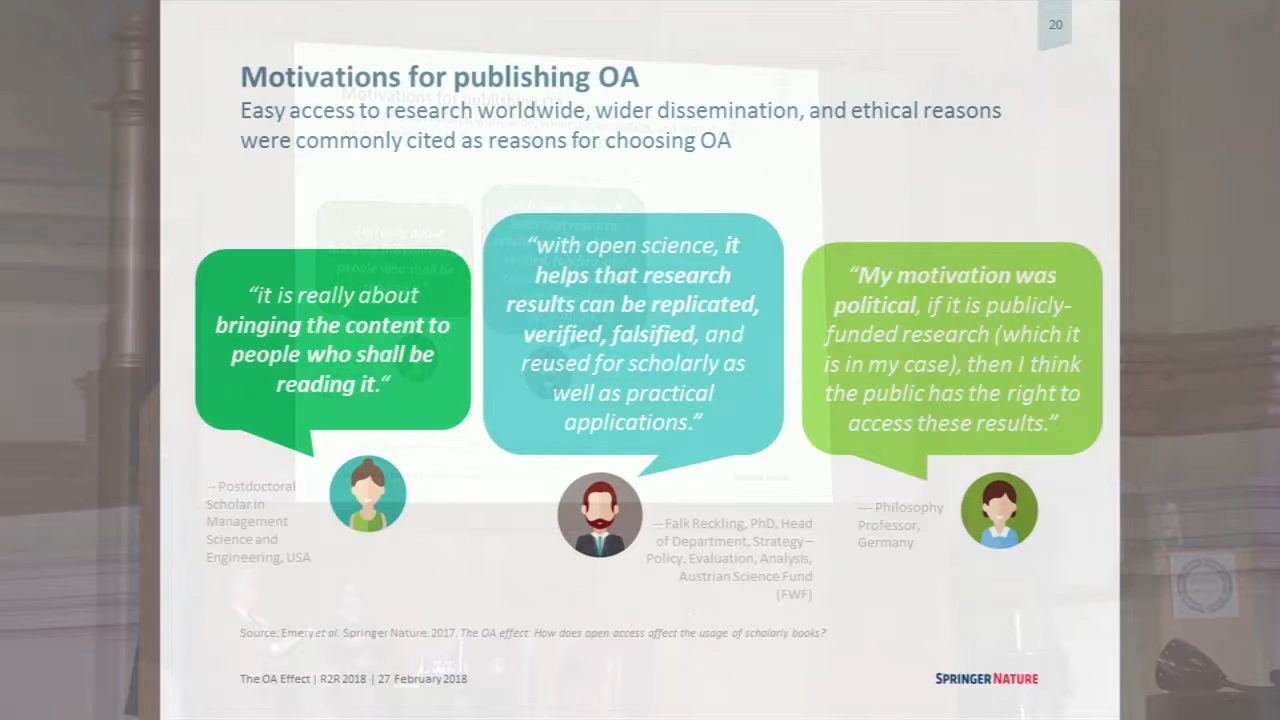 20
Motivations for publishing OA
Easy access to research worldwide, wider dissemination, and ethical reasons
were commonly cited as reasons for choosing OA
“it is really about
bringing the content to
people who shall be
reading it.“
“with open science, it
helps that research
results can be replicated,
verified, falsified, and
reused for scholarly as
well as practical
applications.”
“My motivation was
political, if it is publicly-
funded research (which it
is in my case), then I think
the public has the right to
access these results.”
-- Postdoctoral
Scholar in
Management
Science and
Engineering, USA
-- Falk Reckling, PhD, Head
of Department, Strategy –
Policy, Evaluation, Analysis,
Austrian Science Fund
(FWF)
--- Philosophy
Professor,
Germany
Source: Emery et al. Springer Nature. 2017. The OA effect: How does open access affect the usage of scholarly books?
The OA Effect | R2R 2018 | 27 February 2018
SPRINGER NATURE